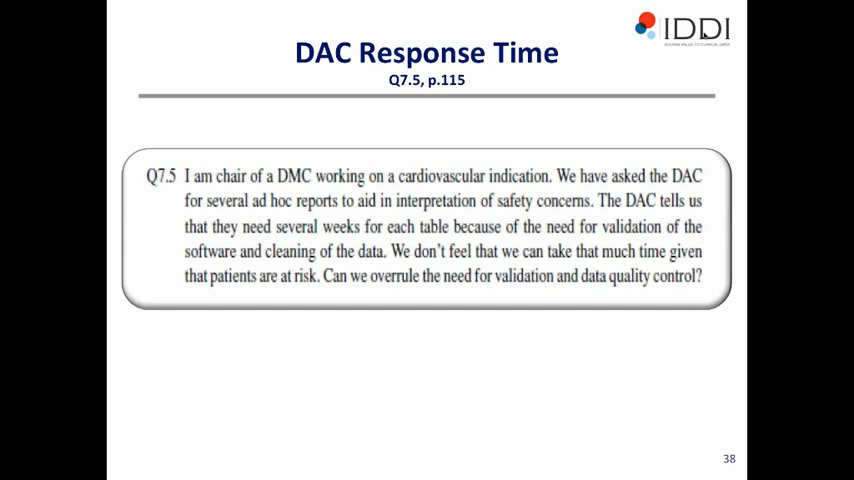 IDDI
DAC Response Time
Q7.5, p.115
Q7.5 I am chair of a DMC working on a cardiovascular indication. We have asked the DAC
for several ad hoc reports to aid in interpretation of safety concerns. The DAC tells us
that they need several weeks for each table because of the need for validation of the
software and cleaning of the data. We don't feel that we can take that much time given
that patients are at risk. Can we overrule the need for validation and data quality control?
38